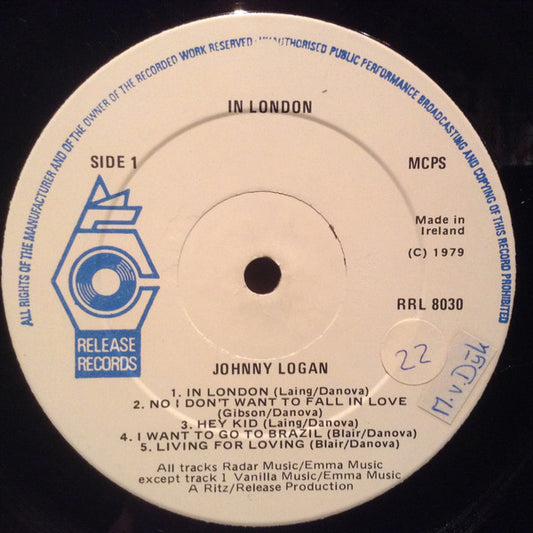 ALL RIGHTS OF THE MANUFACTURER AND OF THE OWNER OF THE RECORDED WORK RESERVED · UNAUTHORISED PUBLIC PERFORMANCE BROADCASTING AND COPYING OF THIS RECORD PROHIBITED
IN LONDON
SIDE 1
MCPS
Made in
Ireland
(C) 1979
RRL 8030
RELEASE
RECORDS
22
M. v. Dijk
JOHNNY LOGAN
1. IN LONDON (Laing/Danova)
2. NO I DON'T WANT TO FALL IN LOVE
(Gibson/Danova)
3. HEY KID (Laing/Danova)
4. I WANT TO GO TO BRAZIL (Blair/Danova)
5. LIVING FOR LOVING (Blair/Danova)
All tracks Radar Music/Emma Music
except track 1 Vanilla Music/Emma Music
A Ritz/Release Production